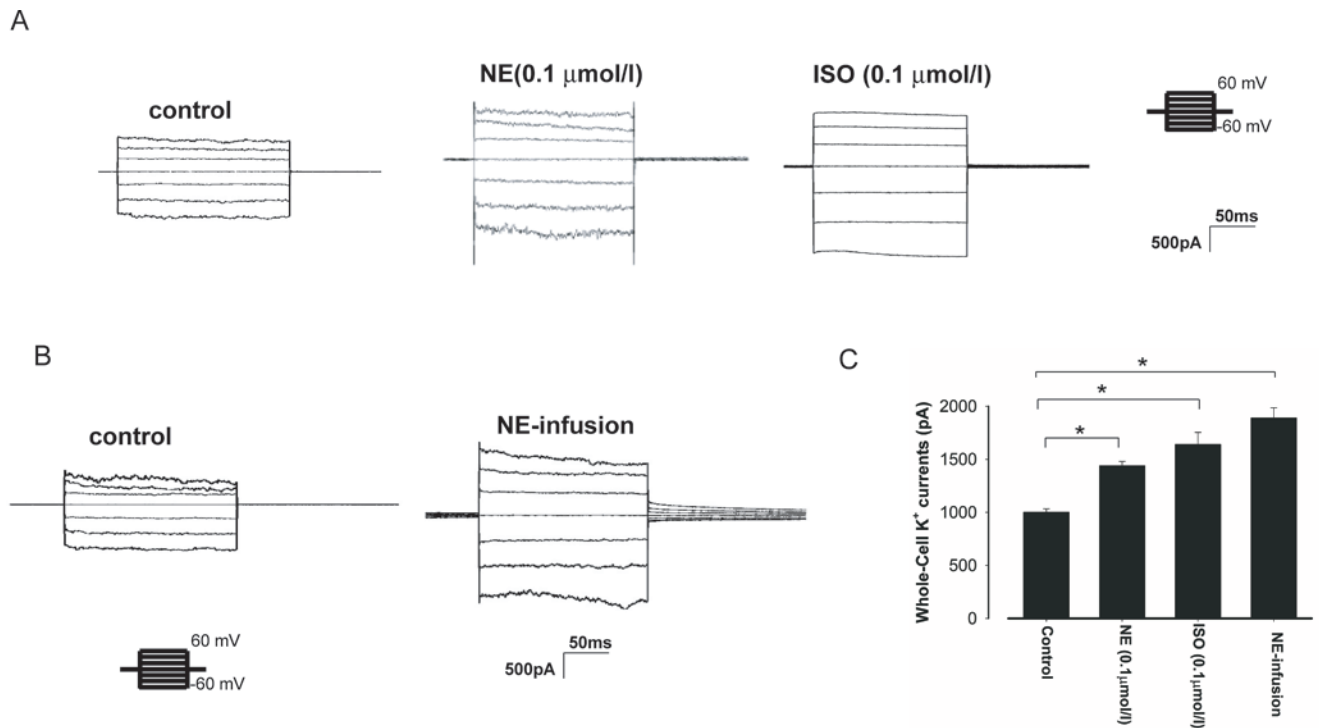 A
control
NE(0.1 μmol/l)
ISO (0.1 μmol/l)
60 mV
-60 mV
50ms
500pA
B
control
NE-infusion
60 mV
-60 mV
50ms
500pA
C
*
*
*
Whole-Cell K⁺ currents (pA)
2000
1500
1000
500
0
Control
NE (0.1μmol/l)
ISO (0.1μmol/l)
NE-infusion